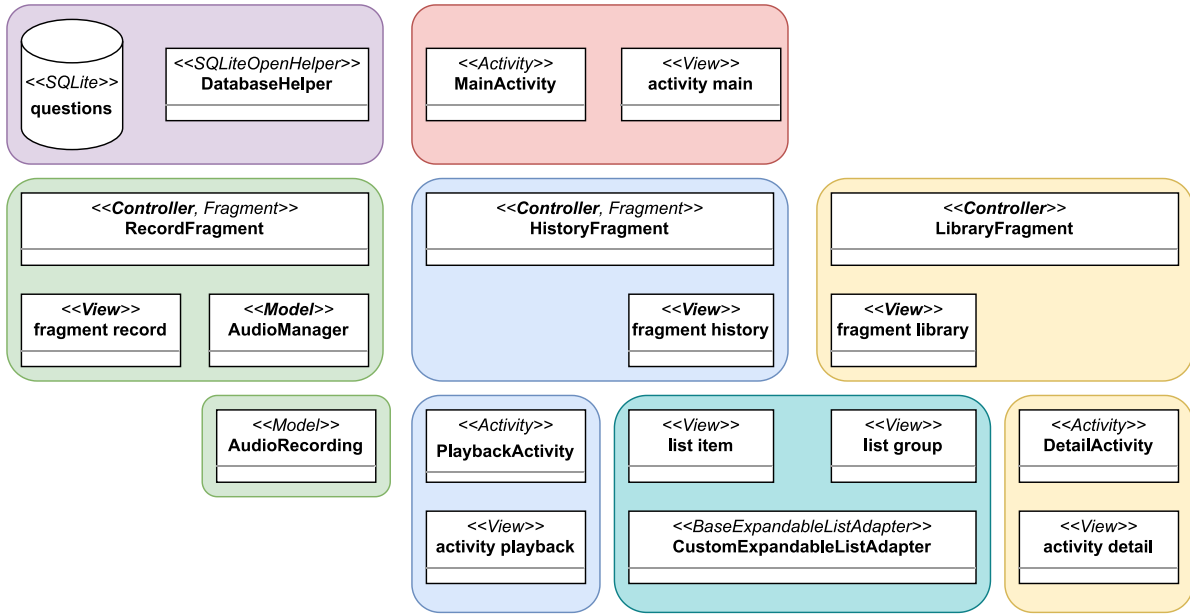 <<SQLite>>
questions
<<SQLiteOpenHelper>>
DatabaseHelper
<<Activity>>
MainActivity
<<View>>
activity main
<<Controller, Fragment>>
RecordFragment
<<View>>
fragment record
<<Model>>
AudioManager
<<Controller, Fragment>>
HistoryFragment
<<View>>
fragment history
<<Controller>>
LibraryFragment
<<View>>
fragment library
<<Model>>
AudioRecording
<<Activity>>
PlaybackActivity
<<View>>
activity playback
<<View>>
list item
<<View>>
list group
<<BaseExpandableListAdapter>>
CustomExpandableListAdapter
<<Activity>>
DetailActivity
<<View>>
activity detail